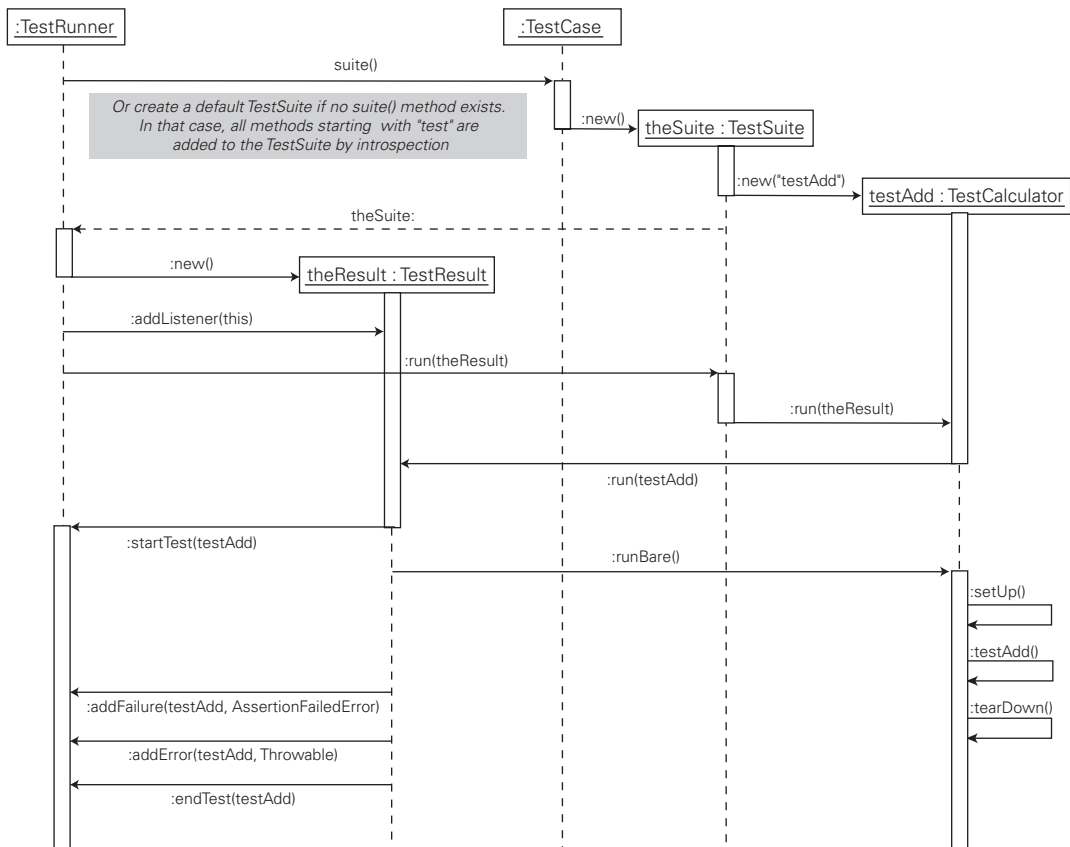 :TestRunner
:TestCase
suite()
Or create a default TestSuite if no suite() method exists.
In that case, all methods starting with "test" are
added to the TestSuite by introspection
:new()
theSuite : TestSuite
:new("testAdd")
testAdd : TestCalculator
theSuite:
:new()
theResult : TestResult
:addListener(this)
:run(theResult)
:run(theResult)
:run(testAdd)
:startTest(testAdd)
:runBare()
:setUp()
:testAdd()
:tearDown()
:addFailure(testAdd, AssertionFailedError)
:addError(testAdd, Throwable)
:endTest(testAdd)